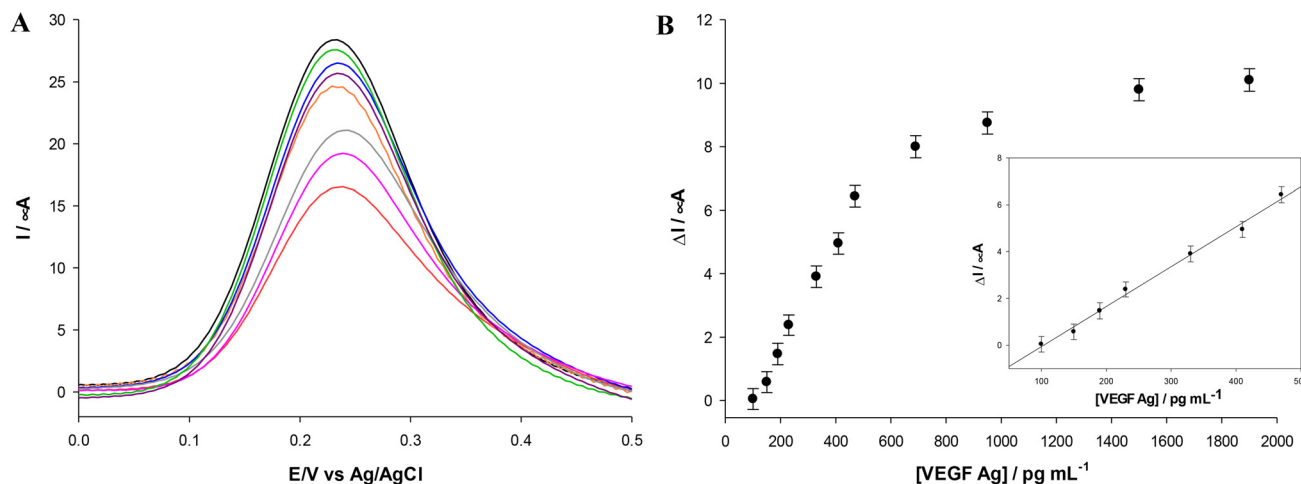 A
I / ∝A
30
25
20
15
10
5
0
0.0 0.1 0.2 0.3 0.4 0.5
E/V vs Ag/AgCl
B
ΔI / ∝A
12
10
8
6
4
2
0
0 200 400 600 800 1000 1200 1400 1600 1800 2000
[VEGF Ag] / pg mL⁻¹
ΔI / ∝A
8
6
4
2
0
100 200 300 400 50
[VEGF Ag] / pg mL⁻¹